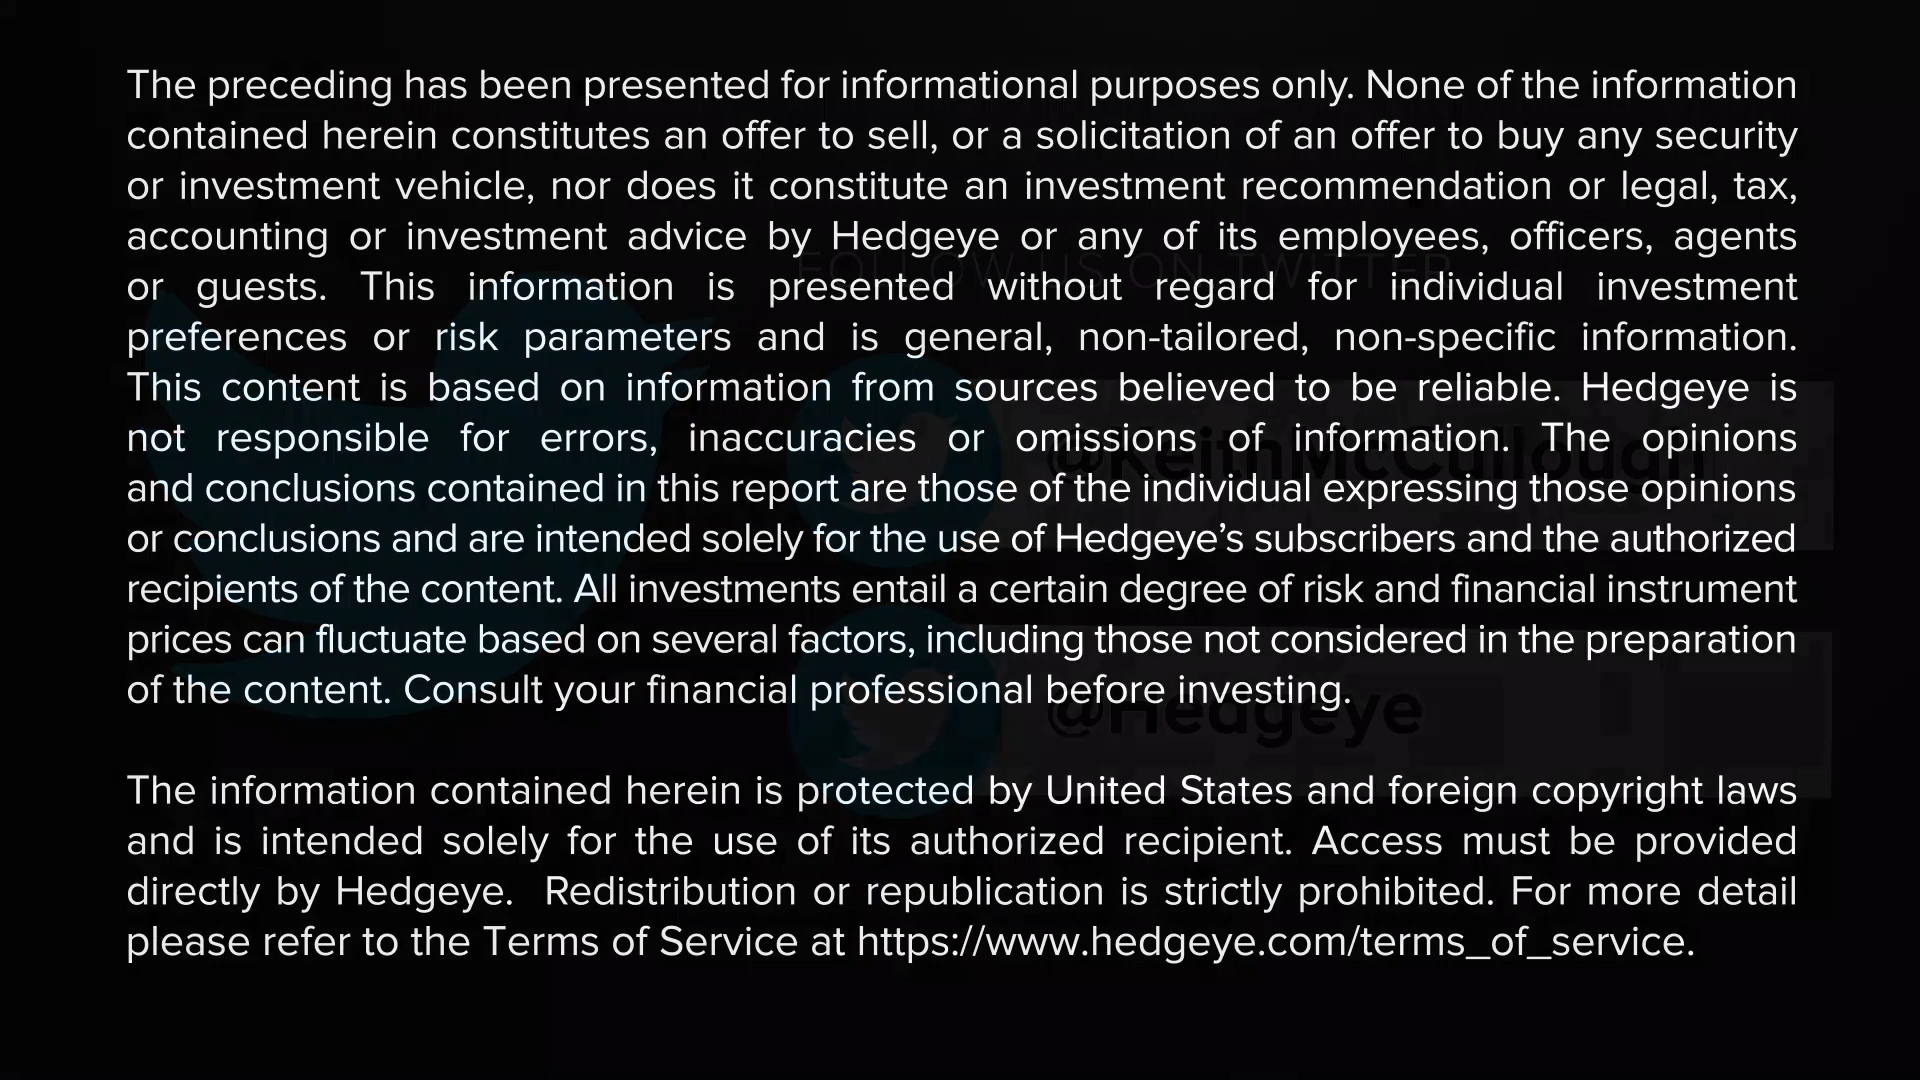 The preceding has been presented for informational purposes only. None of the information
contained herein constitutes an offer to sell, or a solicitation of an offer to buy any security
or investment vehicle, nor does it constitute an investment recommendation or legal, tax,
accounting or investment advice by Hedgeye or any of its employees, officers, agents
FOLLOW US ON TWITTER
or guests. This information is presented without regard for individual investment
preferences or risk parameters and is general, non-tailored, non-specific information.
This content is based on information from sources believed to be reliable. Hedgeye is
not responsible for errors, inaccuracies or omissions of information. The opinions
@KeithMcCullough
and conclusions contained in this report are those of the individual expressing those opinions
or conclusions and are intended solely for the use of Hedgeye’s subscribers and the authorized
recipients of the content. All investments entail a certain degree of risk and financial instrument
prices can fluctuate based on several factors, including those not considered in the preparation
of the content. Consult your financial professional before investing.
@Hedgeye
The information contained herein is protected by United States and foreign copyright laws
and is intended solely for the use of its authorized recipient. Access must be provided
directly by Hedgeye. Redistribution or republication is strictly prohibited. For more detail
please refer to the Terms of Service at https://www.hedgeye.com/terms_of_service.